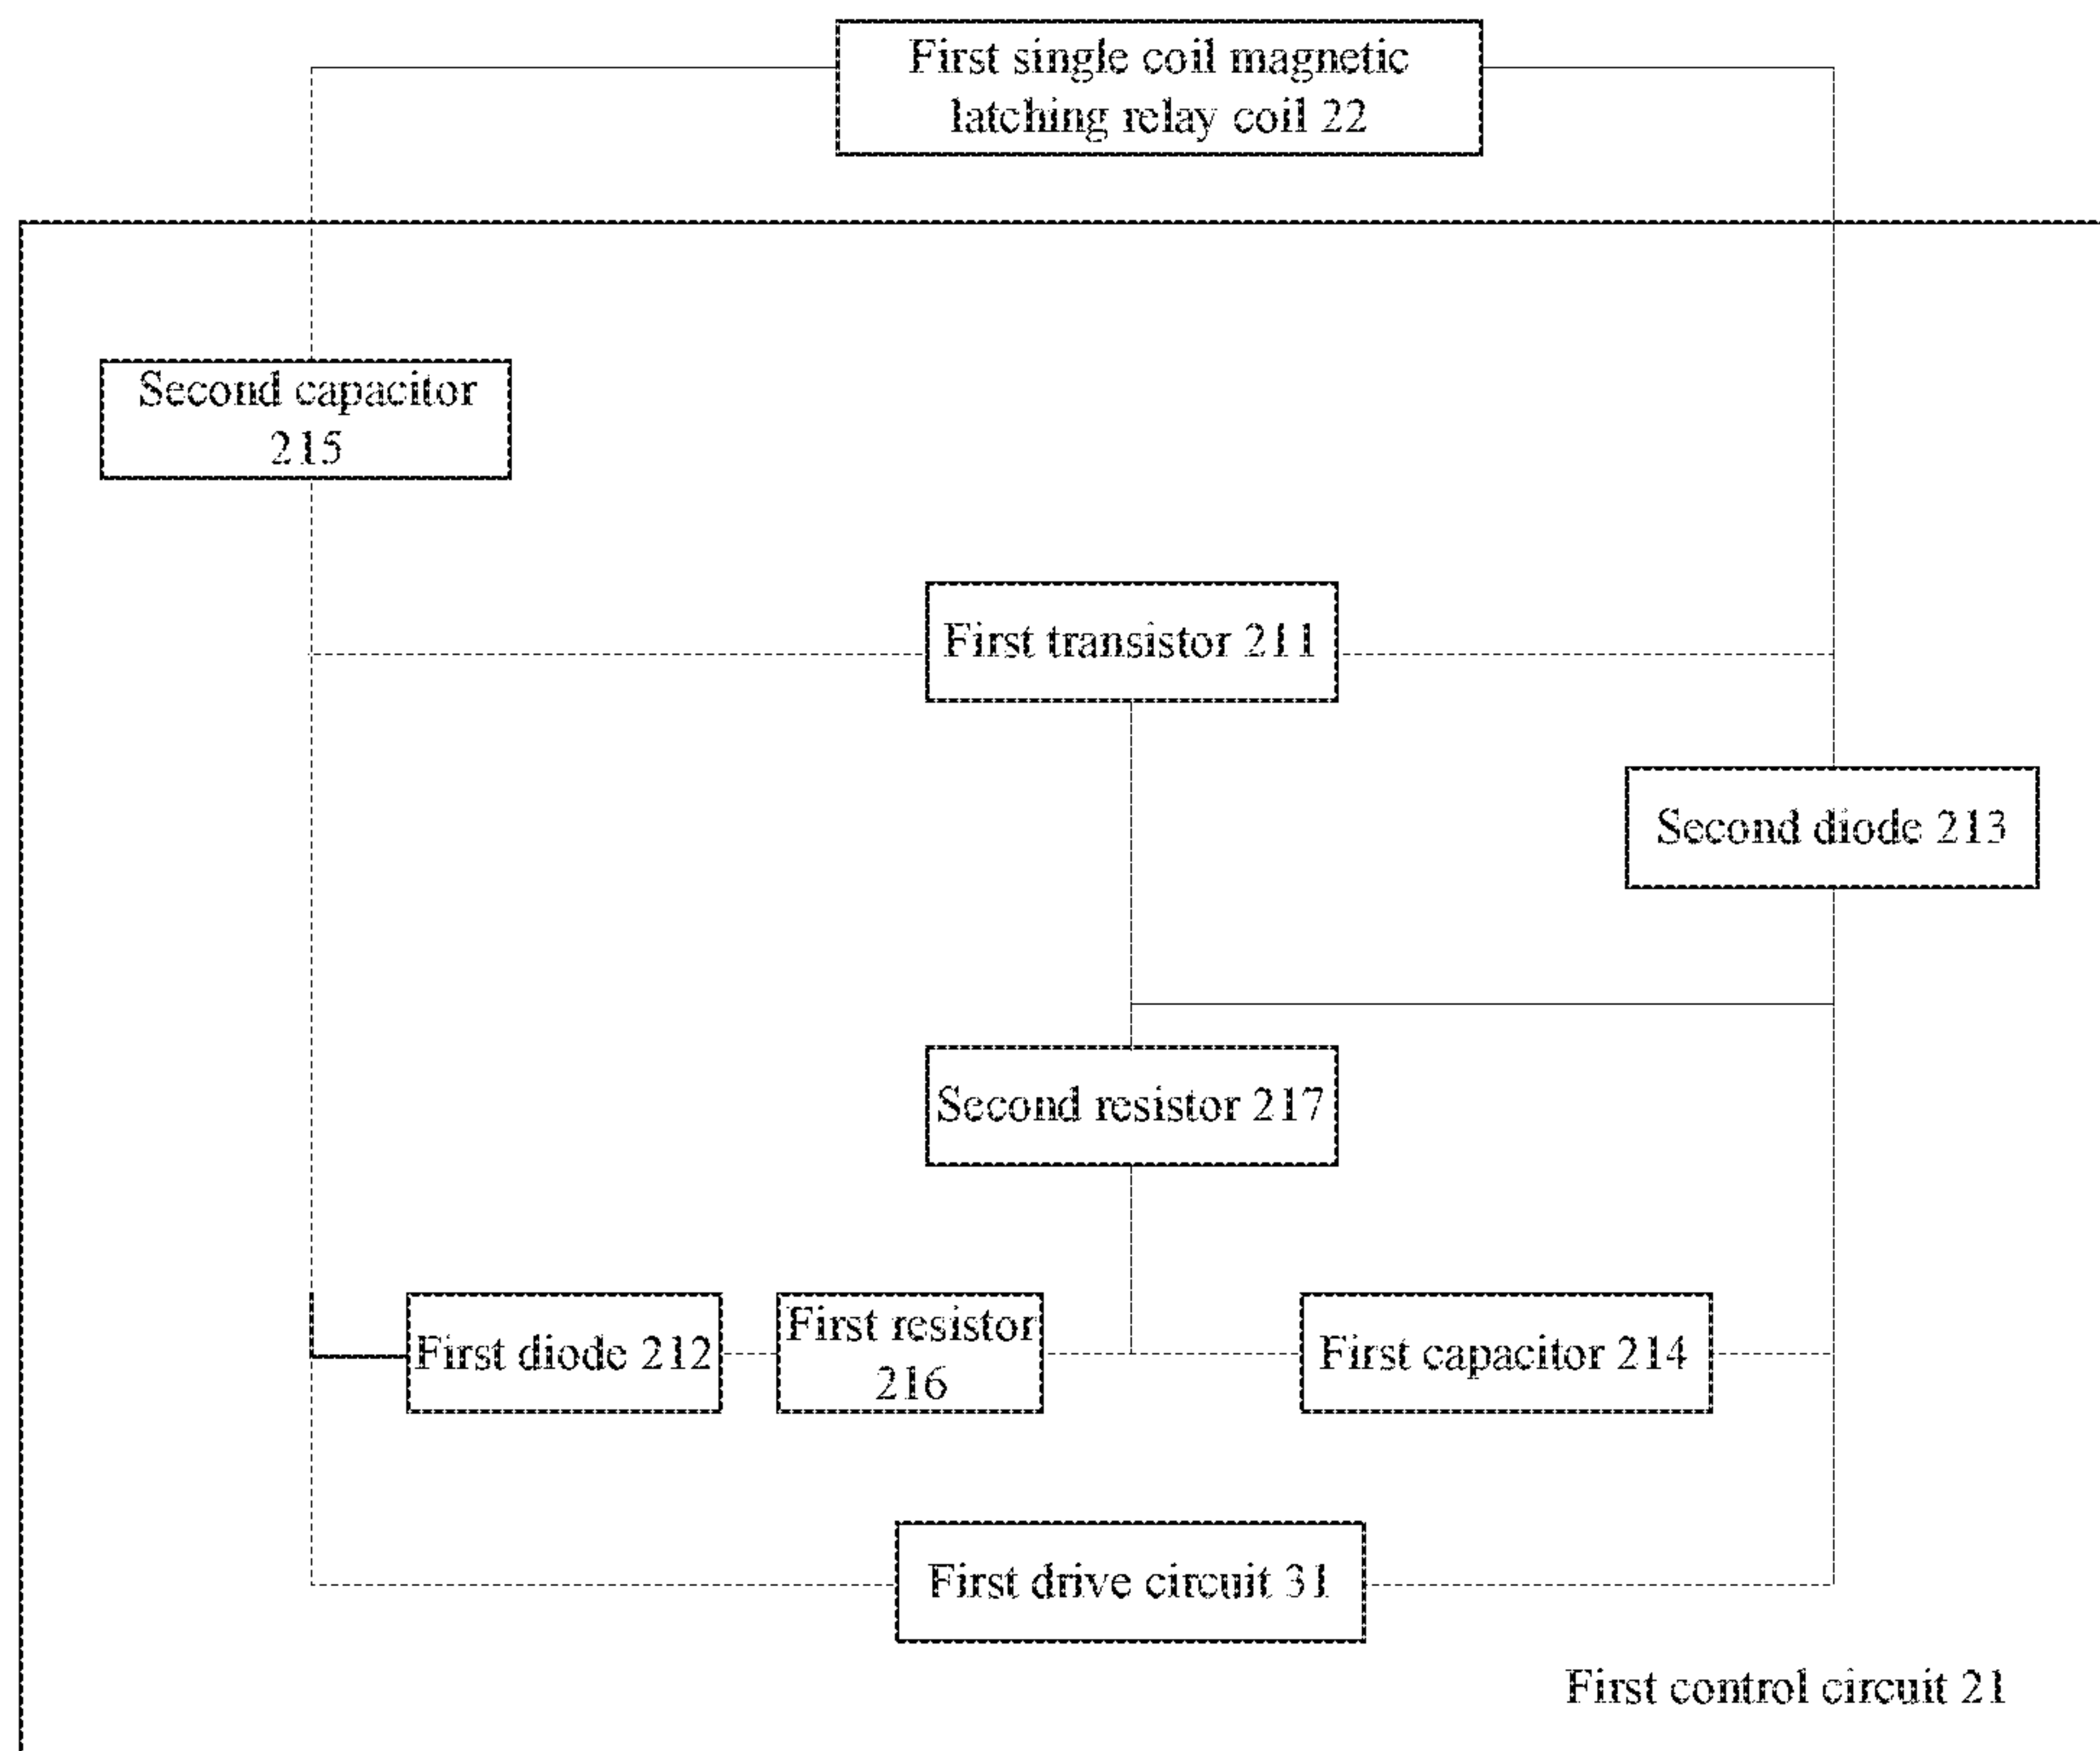 First single coil magnetic
latching relay coil 22
Second capacitor
215
First transistor 211
Second diode 213
Second resistor 217
First diode 212
First resistor
216
First capacitor 214
First drive circuit 31
First control circuit 21